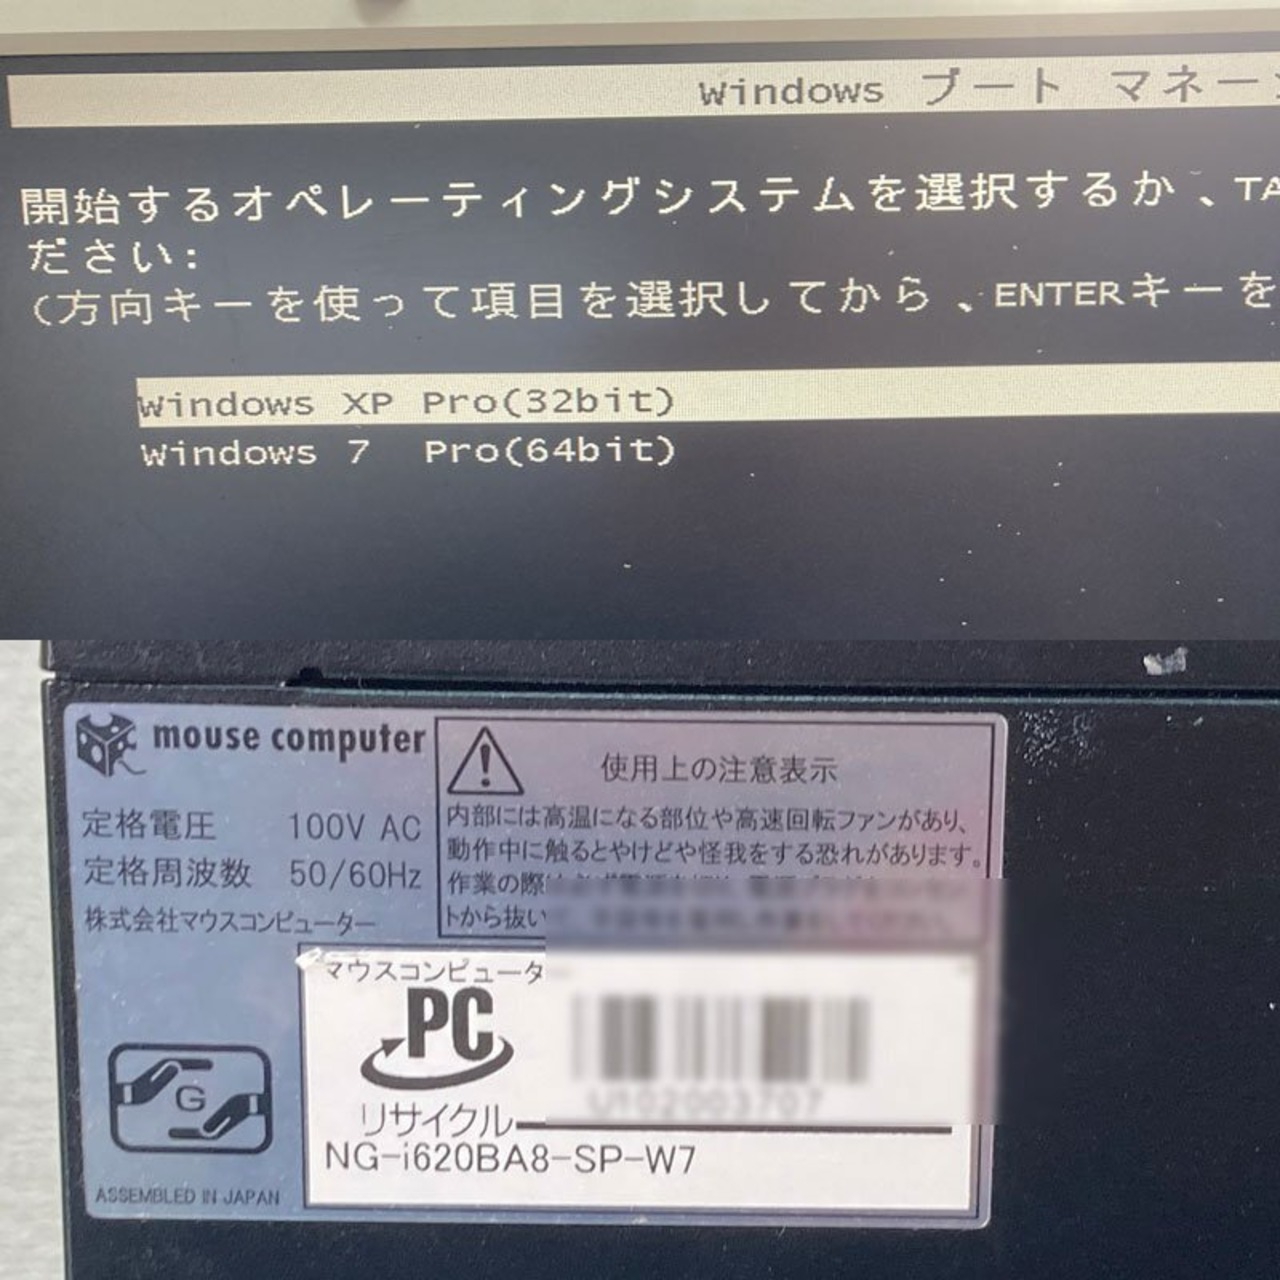 Windows ブート マネー
開始するオペレーティングシステムを選択するか、TA
ださい:
(方向キーを使って項目を選択してから、ENTERキーを
Windows XP Pro(32bit)
Windows 7 Pro(64bit)
mouse computer
定格電圧 100V AC
定格周波数 50/60Hz
株式会社マウスコンピューター
使用上の注意表示
内部には高温になる部位や高速回転ファンがあり、
動作中に触るとやけどや怪我をする恐れがあります。
作業の際
トから抜い
マウスコンピュータ
PC
リサイクル
NG-i620BA8-SP-W7
G
ASSEMBLED IN JAPAN